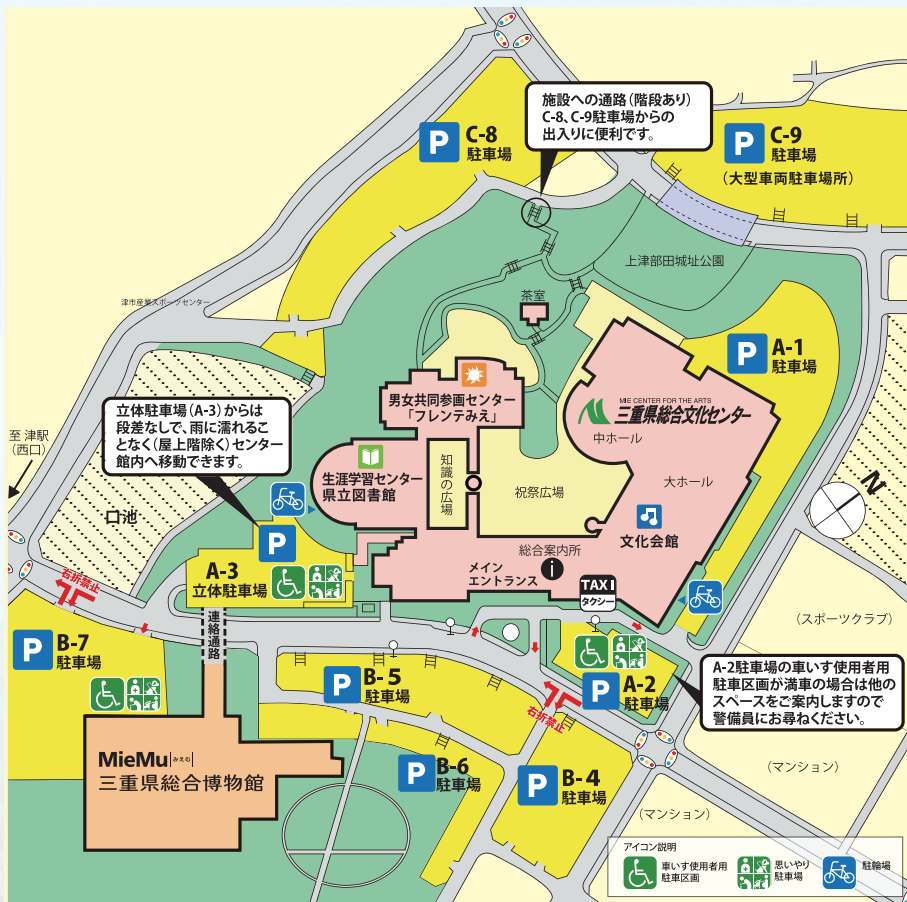 施設への通路(階段あり)
C-8、C-9駐車場からの
出入りに便利です。
P C-8
駐車場
P C-9
駐車場
(大型車両駐車場所)
上津部田城址公園
津市産業スポーツセンター
茶室
P A-1
駐車場
男女共同参画センター
「フレンテみえ」
MIE CENTER FOR THE ARTS
三重県総合文化センター
中ホール
立体駐車場(A-3)からは
段差なしで、雨に濡れるこ
となく(屋上階除く)センター
館内へ移動できます。
至 津駅
(西口)
生涯学習センター
県立図書館
知識の広場
祝祭広場
大ホール
N
口池
文化会館
総合案内所
メイン
エントランス
i
P
A-3
立体駐車場
TAXI
タクシー
右折禁止
連絡通路
(スポーツクラブ)
P B-7
駐車場
P B-5
駐車場
P A-2
駐車場
A-2駐車場の車いす使用者用
駐車区画が満車の場合は他の
スペースをご案内しますので
警備員にお尋ねください。
右折禁止
MieMu みえむ
三重県総合博物館
P B-6
駐車場
P B-4
駐車場
(マンション)
(マンション)
アイコン説明
車いす使用者用
駐車区画
思いやり
駐車場
駐輪場